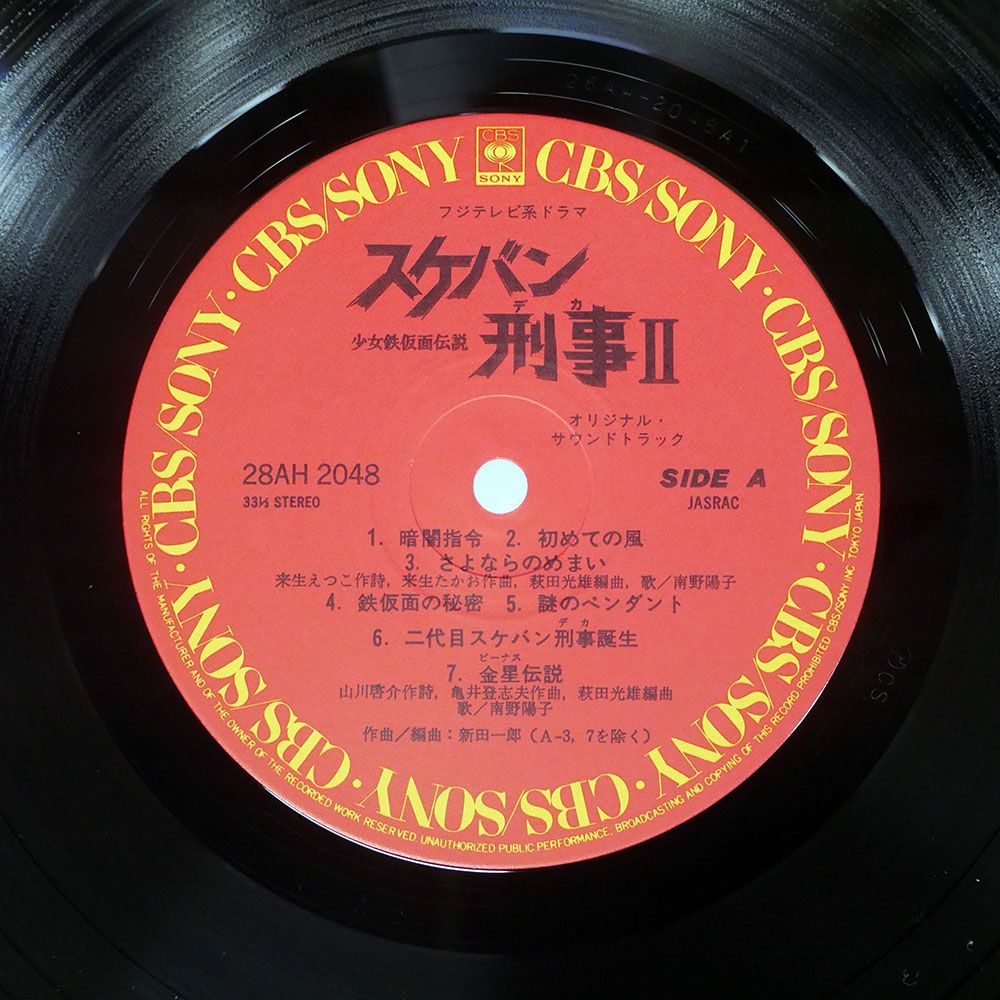 28AH-2048A1
CBS
SONY
CBS/SONY · CBS/SONY · CBS/SONY · CBS/SONY · CBS/SONY · CBS/SONY · CBS/SONY
フジテレビ系ドラマ
スケバン
デカ
少女鉄仮面伝説 刑事II
オリジナル・
サウンドトラック
28AH 2048 SIDE A
33⅓ STEREO JASRAC
1. 暗闇指令 2. 初めての風
3. さよならのめまい
来生えつこ作詩, 来生たかお作曲, 萩田光雄編曲, 歌/南野陽子
4. 鉄仮面の秘密 5. 謎のペンダント
デカ
6. 二代目スケバン刑事誕生
ビーナス
7. 金星伝説
山川啓介作詩, 亀井登志夫作曲, 萩田光雄編曲
歌/南野陽子
作曲/編曲:新田一郎(A-3, 7を除く)
ALL RIGHTS OF THE MANUFACTURER AND OF THE OWNER OF THE RECORDED WORK RESERVED. UNAUTHORIZED PUBLIC PERFORMANCE. BROADCASTING AND COPYING OF THIS RECORD PROHIBITED CBS/SONY INC TOKYO JAPAN